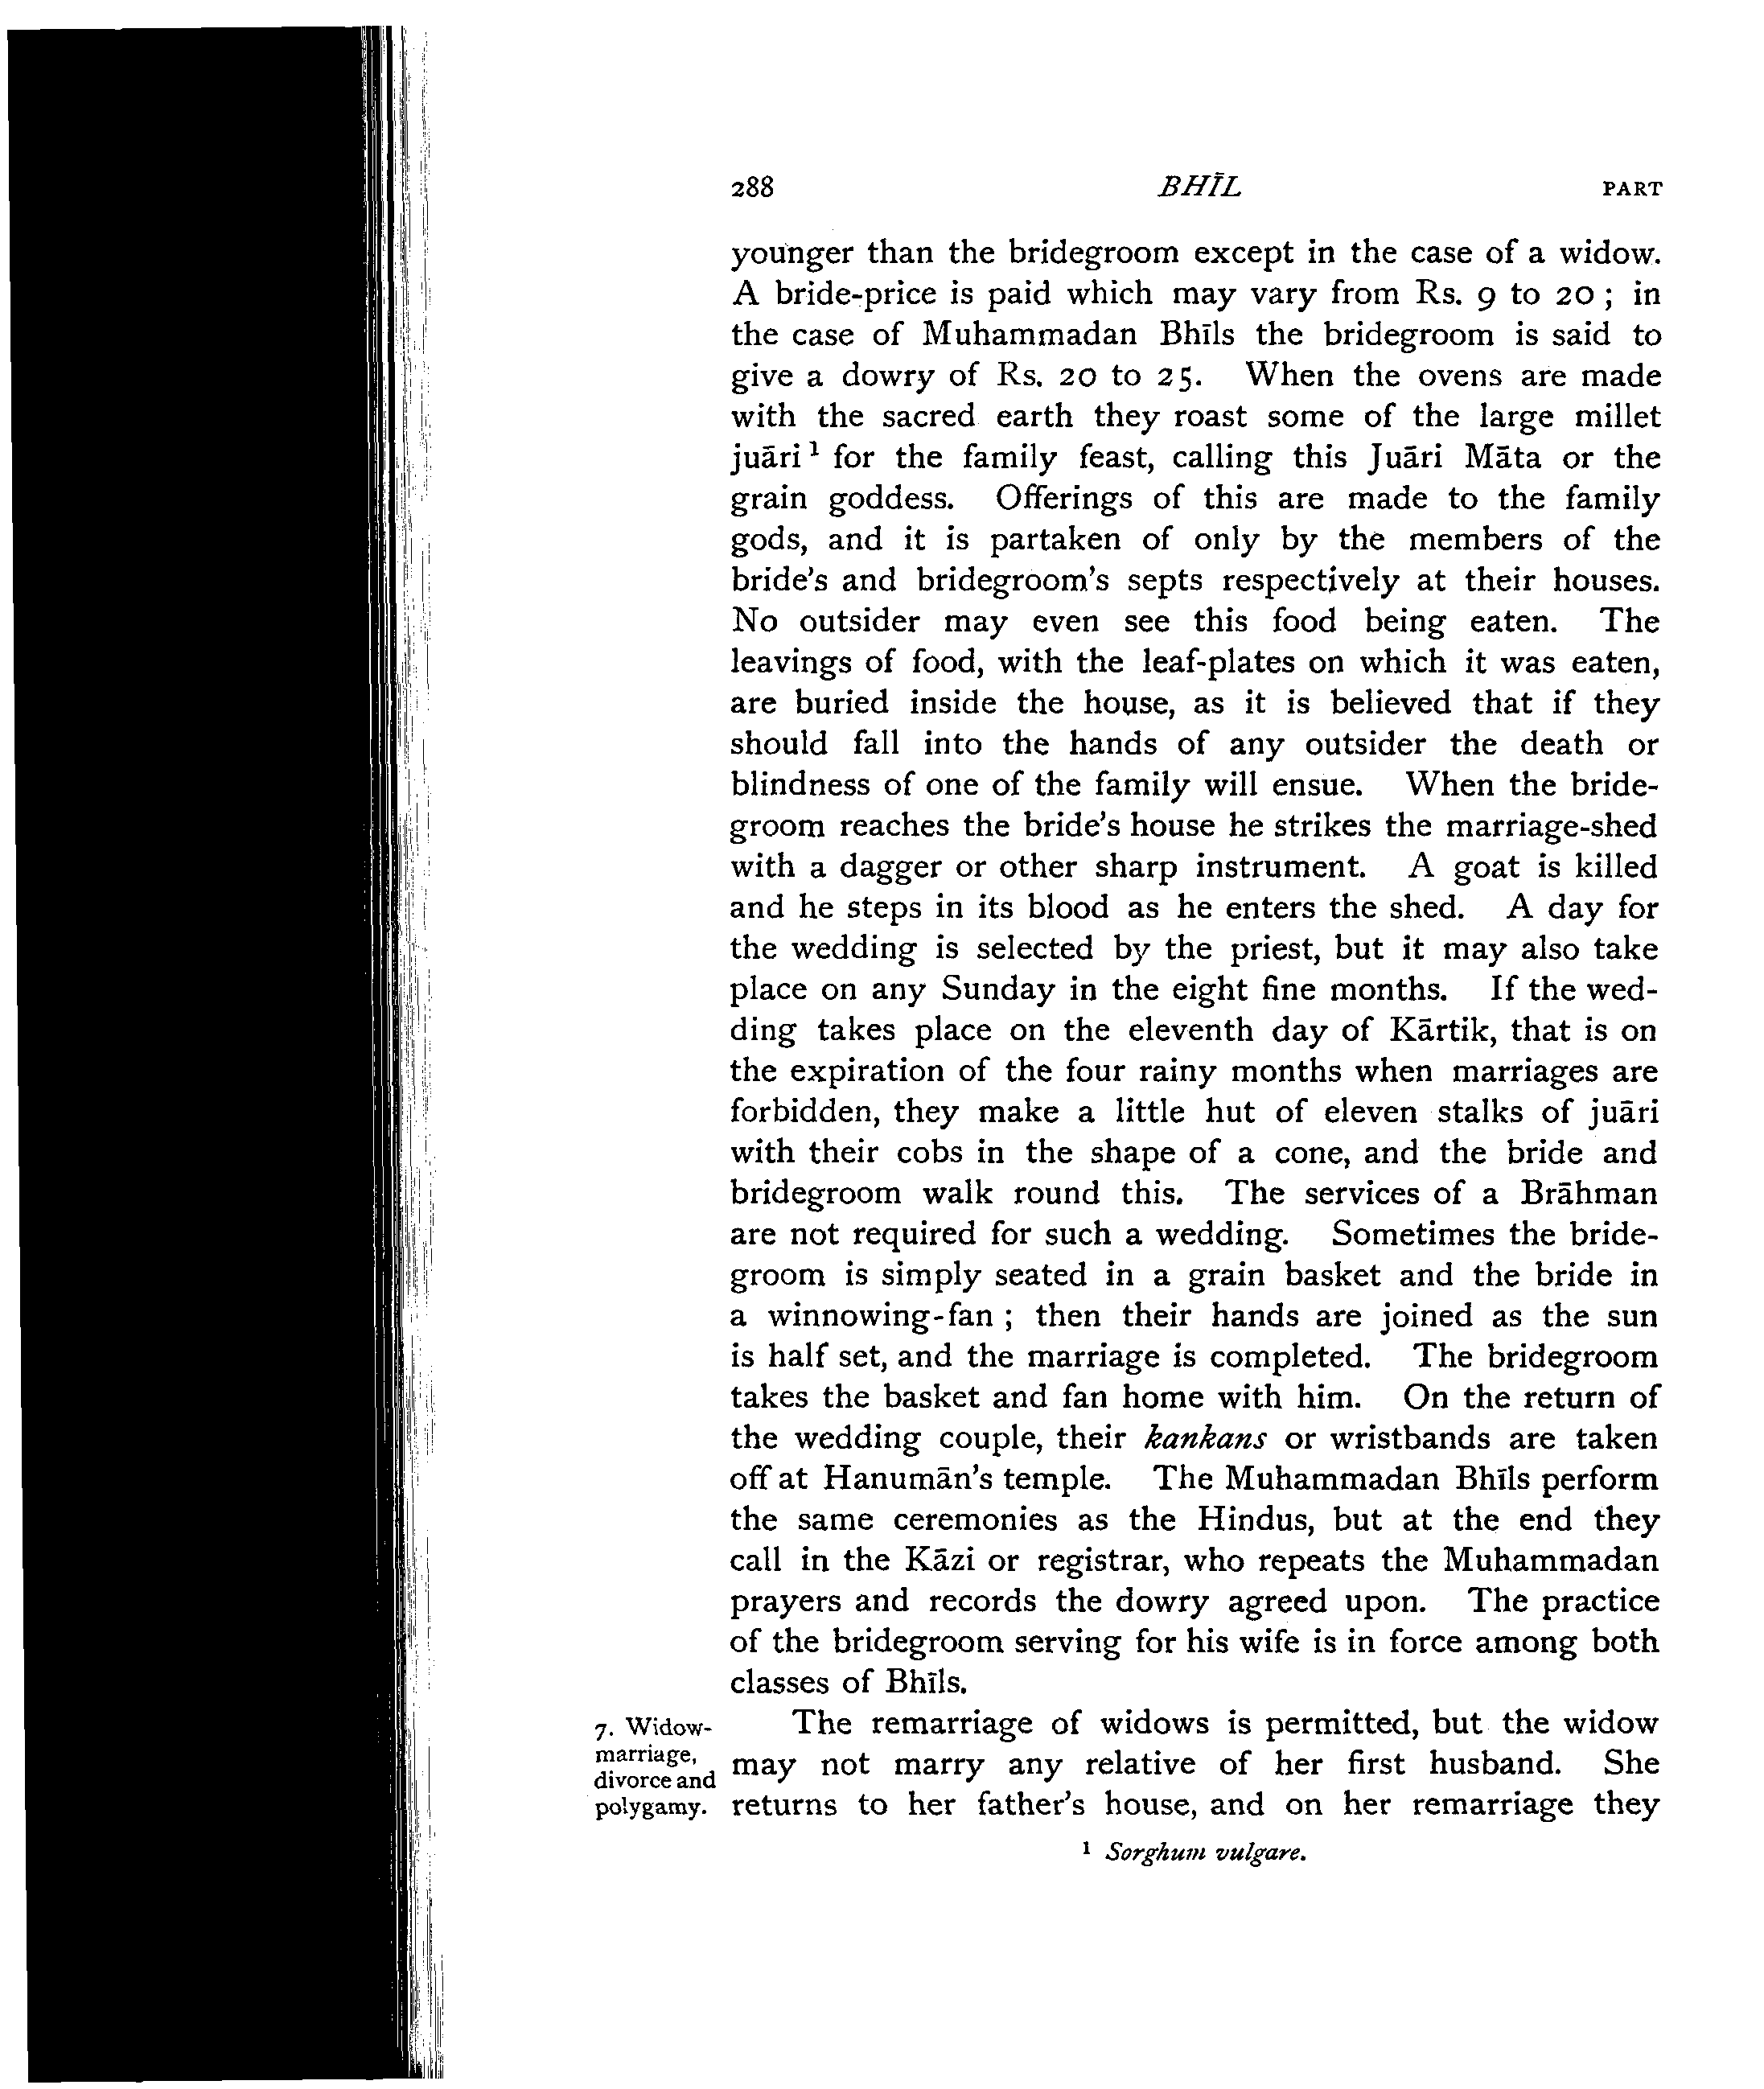 288 BHĪL PART
younger than the bridegroom except in the case of a widow.
A bride-price is paid which may vary from Rs. 9 to 20 ; in
the case of Muhammadan Bhīls the bridegroom is said to
give a dowry of Rs. 20 to 25. When the ovens are made
with the sacred earth they roast some of the large millet
juāri ¹ for the family feast, calling this Juāri Māta or the
grain goddess. Offerings of this are made to the family
gods, and it is partaken of only by the members of the
bride's and bridegroom's septs respectively at their houses.
No outsider may even see this food being eaten. The
leavings of food, with the leaf-plates on which it was eaten,
are buried inside the house, as it is believed that if they
should fall into the hands of any outsider the death or
blindness of one of the family will ensue. When the bride-
groom reaches the bride's house he strikes the marriage-shed
with a dagger or other sharp instrument. A goat is killed
and he steps in its blood as he enters the shed. A day for
the wedding is selected by the priest, but it may also take
place on any Sunday in the eight fine months. If the wed-
ding takes place on the eleventh day of Kārtik, that is on
the expiration of the four rainy months when marriages are
forbidden, they make a little hut of eleven stalks of juāri
with their cobs in the shape of a cone, and the bride and
bridegroom walk round this. The services of a Brāhman
are not required for such a wedding. Sometimes the bride-
groom is simply seated in a grain basket and the bride in
a winnowing-fan ; then their hands are joined as the sun
is half set, and the marriage is completed. The bridegroom
takes the basket and fan home with him. On the return of
the wedding couple, their kankans or wristbands are taken
off at Hanumān's temple. The Muhammadan Bhīls perform
the same ceremonies as the Hindus, but at the end they
call in the Kāzi or registrar, who repeats the Muhammadan
prayers and records the dowry agreed upon. The practice
of the bridegroom serving for his wife is in force among both
classes of Bhīls.
7. Widow-
marriage,
divorce and
polygamy.
The remarriage of widows is permitted, but the widow
may not marry any relative of her first husband. She
returns to her father's house, and on her remarriage they
¹ Sorghum vulgare.